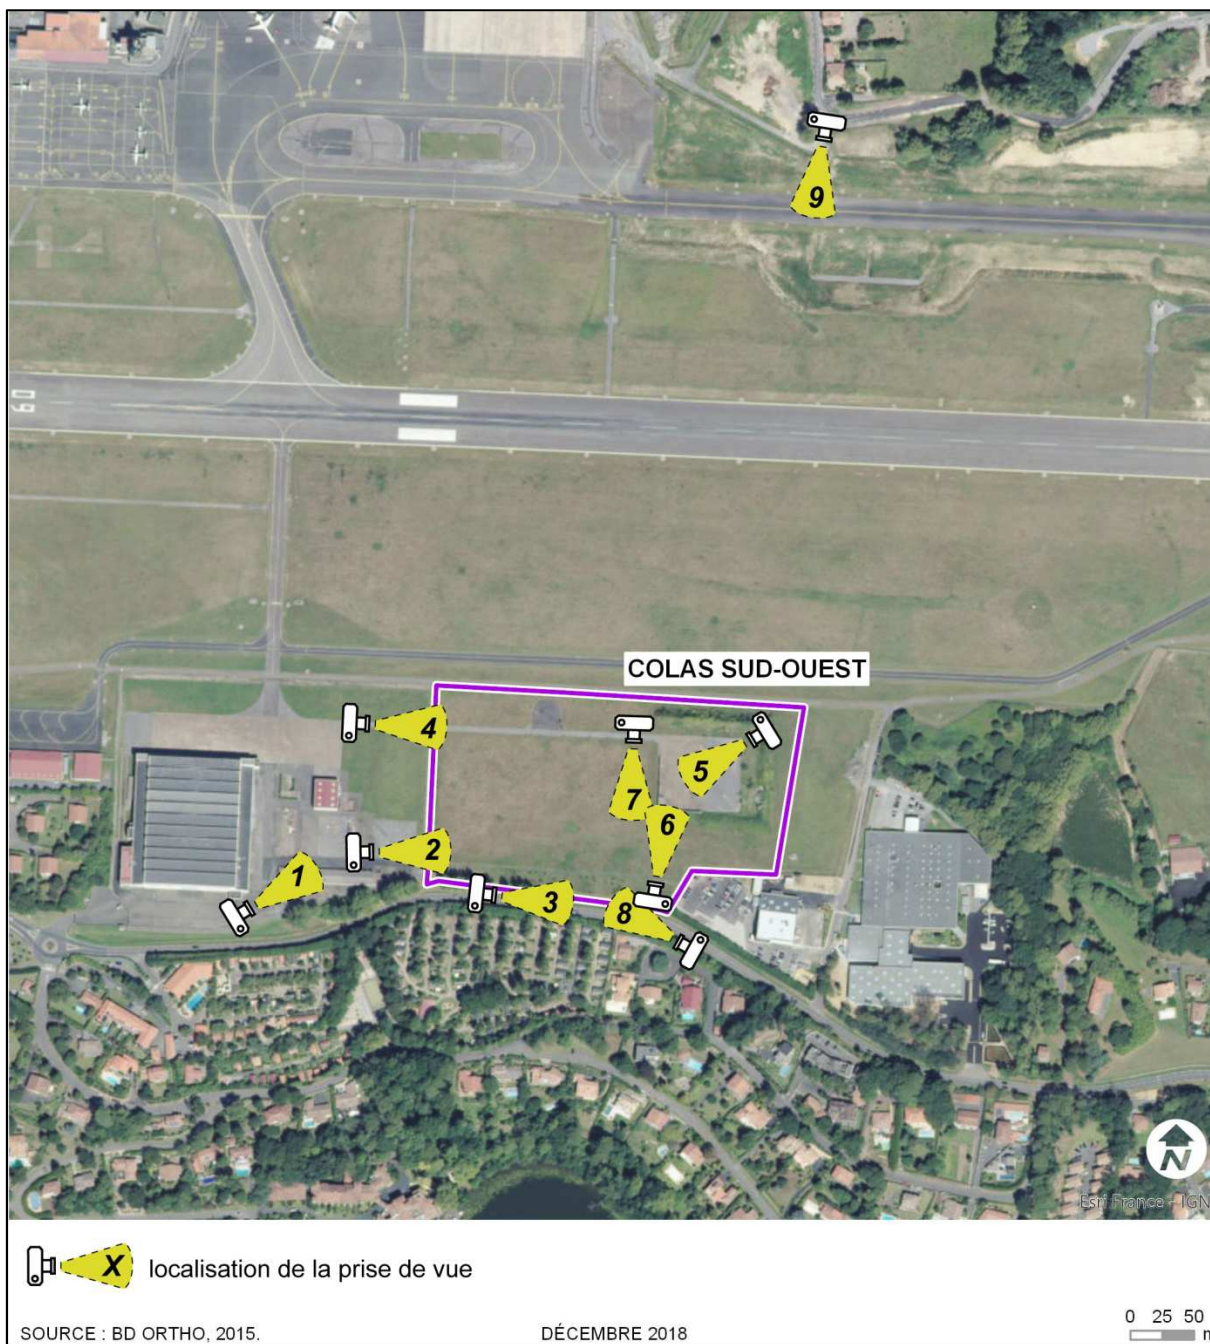 9
09
COLAS SUD-OUEST
4
5
7
6
2
1
3
8
N
Esri France - IGN
X localisation de la prise de vue
0 25 50
m
SOURCE : BD ORTHO, 2015.
DÉCEMBRE 2018